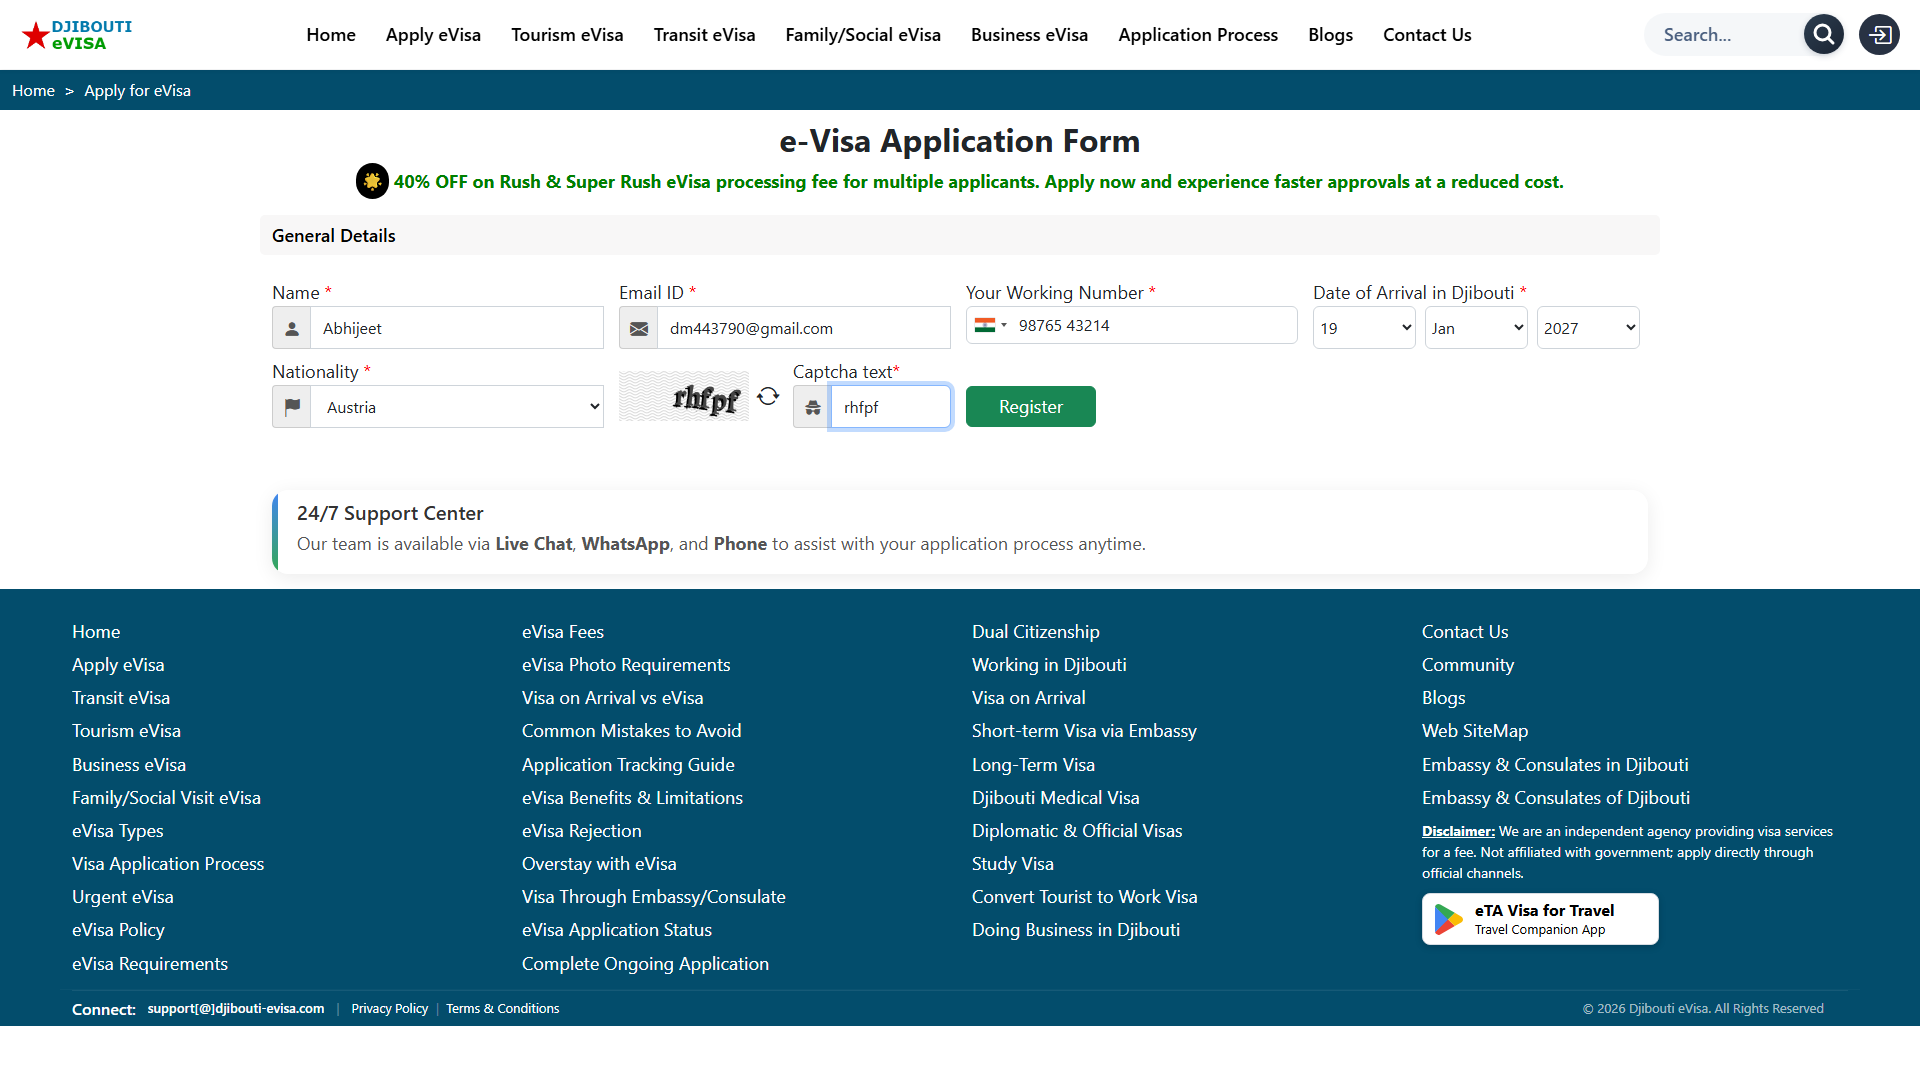 DJIBOUTI
eVISA
Home
Apply eVisa
Tourism eVisa
Transit eVisa
Family/Social eVisa
Business eVisa
Application Process
Blogs
Contact Us
Search...
Home > Apply for eVisa
e-Visa Application Form
40% OFF on Rush & Super Rush eVisa processing fee for multiple applicants. Apply now and experience faster approvals at a reduced cost.
General Details
Name *
Abhijeet
Email ID *
dm443790@gmail.com
Your Working Number *
98765 43214
Date of Arrival in Djibouti *
19
Jan
2027
Nationality *
Austria
rhfpf
Captcha text*
rhfpf
Register
24/7 Support Center
Our team is available via Live Chat, WhatsApp, and Phone to assist with your application process anytime.
Home
Apply eVisa
Transit eVisa
Tourism eVisa
Business eVisa
Family/Social Visit eVisa
eVisa Types
Visa Application Process
Urgent eVisa
eVisa Policy
eVisa Requirements
eVisa Fees
eVisa Photo Requirements
Visa on Arrival vs eVisa
Common Mistakes to Avoid
Application Tracking Guide
eVisa Benefits & Limitations
eVisa Rejection
Overstay with eVisa
Visa Through Embassy/Consulate
eVisa Application Status
Complete Ongoing Application
Dual Citizenship
Working in Djibouti
Visa on Arrival
Short-term Visa via Embassy
Long-Term Visa
Djibouti Medical Visa
Diplomatic & Official Visas
Study Visa
Convert Tourist to Work Visa
Doing Business in Djibouti
Contact Us
Community
Blogs
Web SiteMap
Embassy & Consulates in Djibouti
Embassy & Consulates of Djibouti
Disclaimer: We are an independent agency providing visa services
for a fee. Not affiliated with government; apply directly through
official channels.
eTA Visa for Travel
Travel Companion App
Connect: support[@]djibouti-evisa.com | Privacy Policy | Terms & Conditions
© 2026 Djibouti eVisa. All Rights Reserved